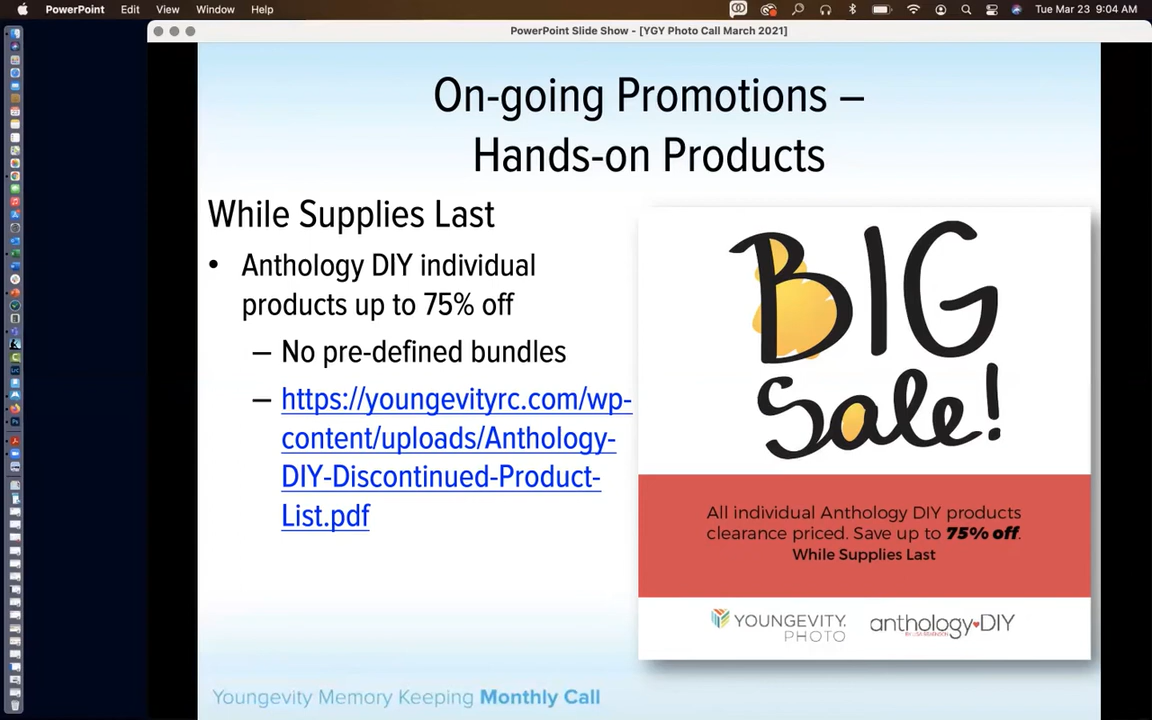 PowerPoint Edit View Window Help Tue Mar 23 9:04 AM
PowerPoint Slide Show - [YGY Photo Call March 2021]
On-going Promotions –
Hands-on Products
While Supplies Last
• Anthology DIY individual
products up to 75% off
– No pre-defined bundles
– https://youngevityrc.com/wp-
content/uploads/Anthology-
DIY-Discontinued-Product-
List.pdf
BIG
Sale!
All individual Anthology DIY products
clearance priced. Save up to 75% off.
While Supplies Last
YOUNGEVITY.
PHOTO
anthology DIY
BY LISA BEARNSON
Youngevity Memory Keeping Monthly Call